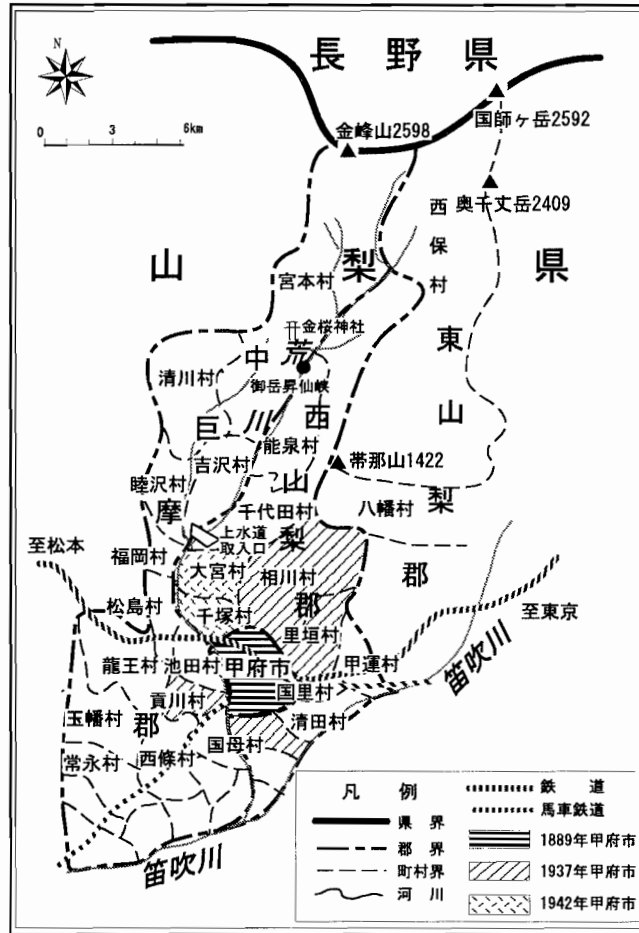 長野県
N
0 3 6km
金峰山2598
国師ヶ岳2592
奥千丈岳2409
西保村
山梨県
宮本村
金桜神社
御岳昇仙峡
荒川
清川村
中巨摩郡
西山梨郡
東山梨郡
能泉村
吉沢村
帯那山1422
睦沢村
千代田村
八幡村
上水道
取入口
至松本
福岡村
大宮村
相川村
至東京
松島村
千塚村
里垣村
龍王村
池田村
甲府市
甲運村
笛吹川
貢川村
国里村
玉幡村
清田村
国母村
常永村
西條村
笛吹川
凡例
県界
郡界
町村界
河川
鉄道
馬車鉄道
1889年甲府市
1937年甲府市
1942年甲府市